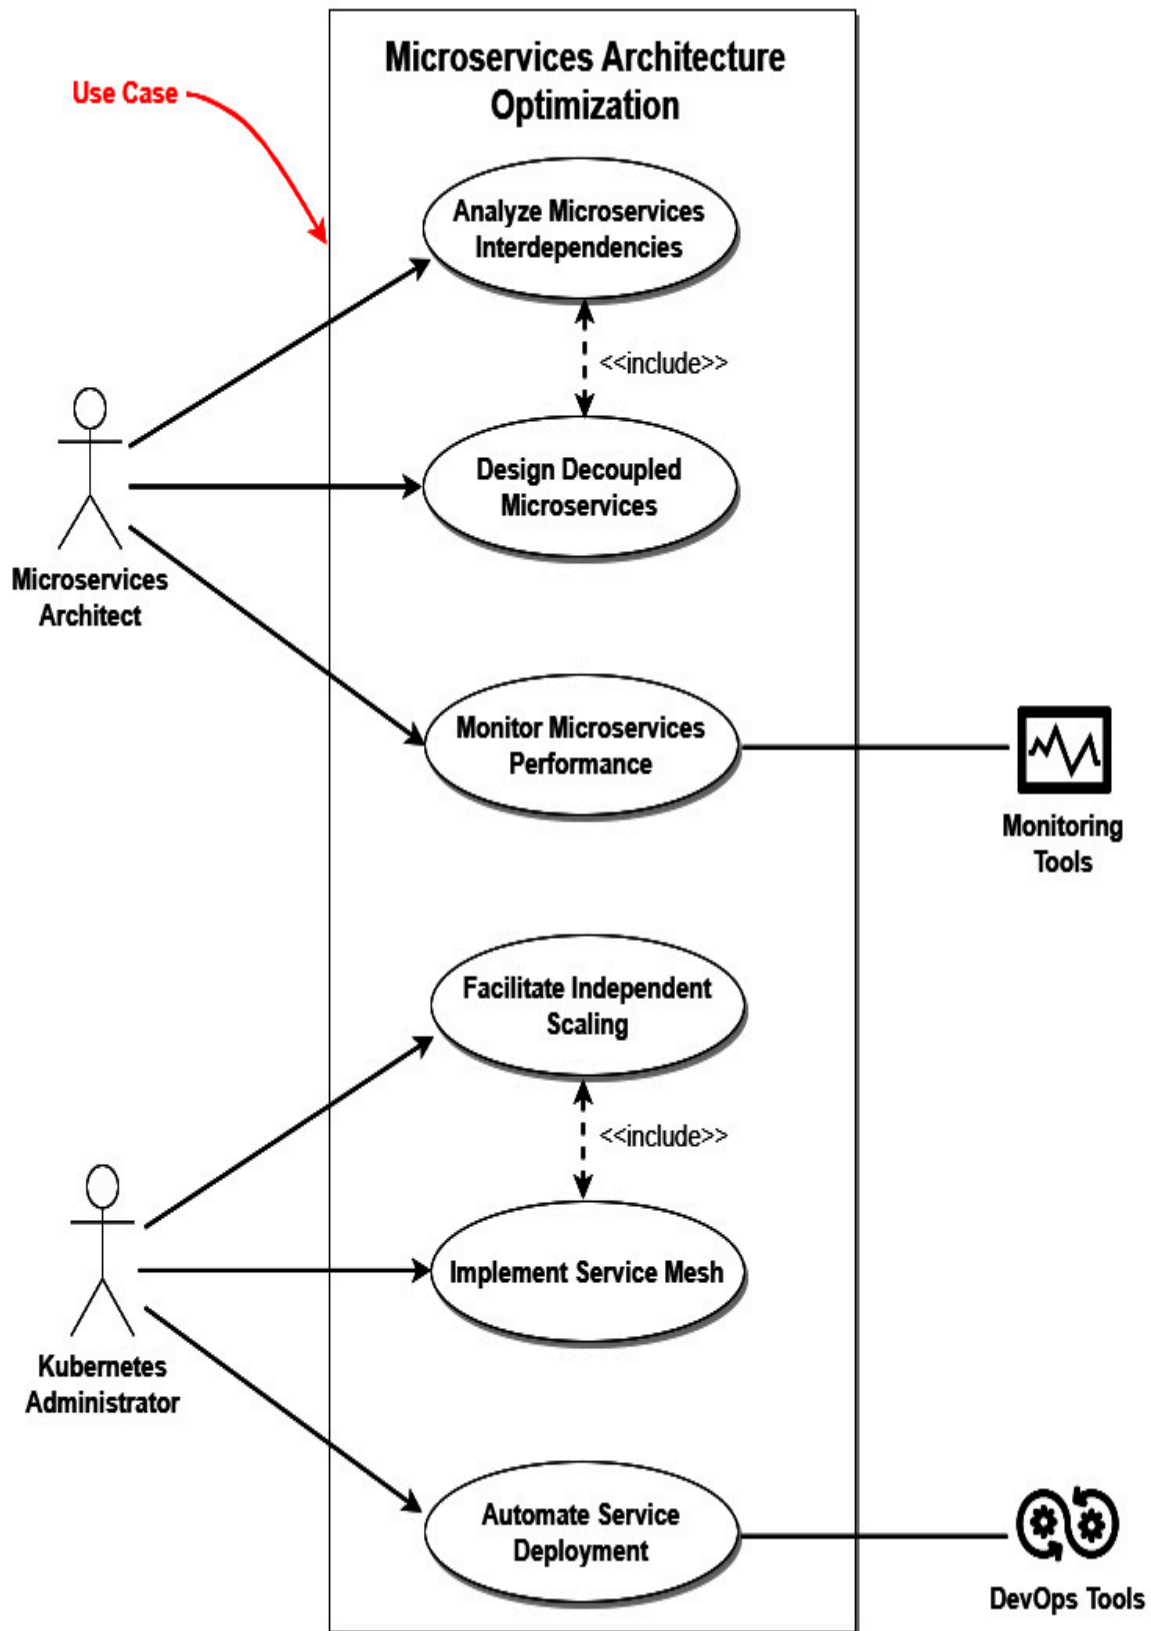 Microservices Architecture
Optimization
Use Case
Analyze Microservices
Interdependencies
<<include>>
Design Decoupled
Microservices
Microservices
Architect
Monitor Microservices
Performance
Monitoring
Tools
Facilitate Independent
Scaling
<<include>>
Implement Service Mesh
Kubernetes
Administrator
Automate Service
Deployment
DevOps Tools